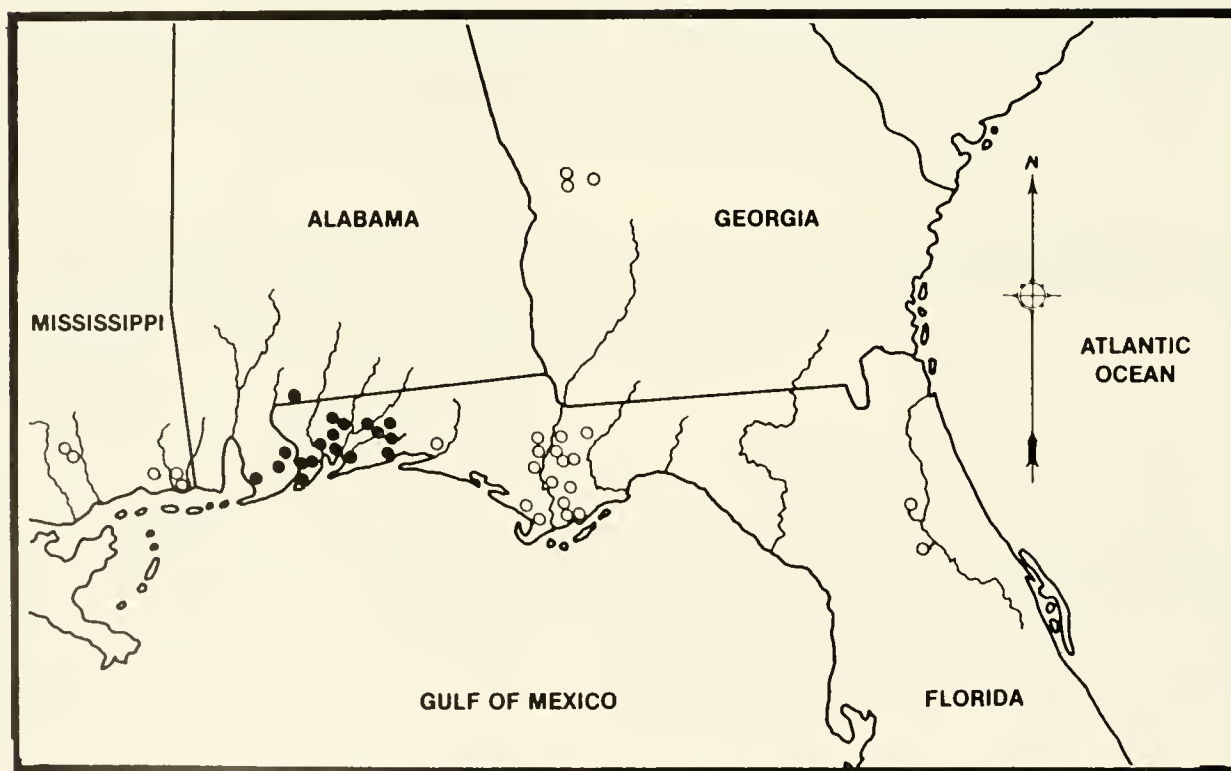 N
ALABAMA
GEORGIA
MISSISSIPPI
ATLANTIC
OCEAN
GULF OF MEXICO
FLORIDA